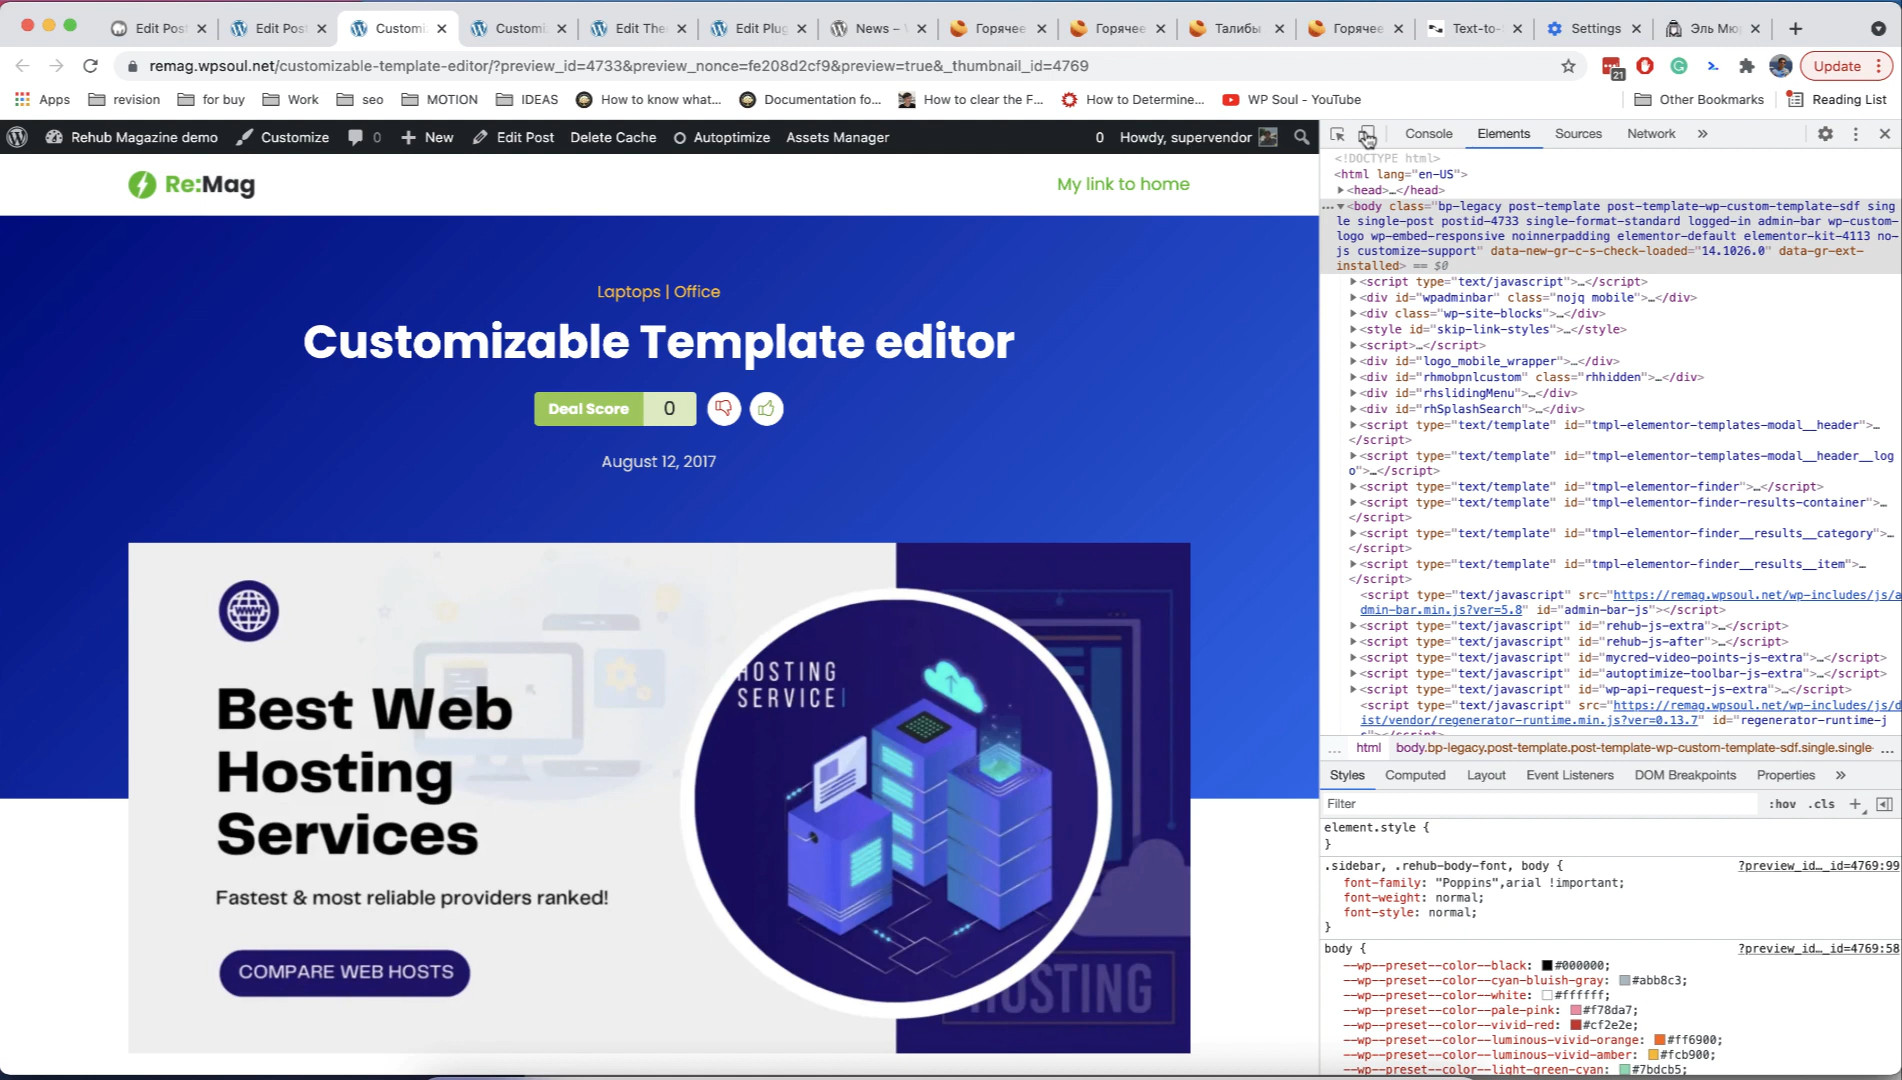 Edit Post
Edit Post
Customi
Customi
Edit The
Edit Plug
News –
Горячее
Горячее
Талибы
Горячее
Text-to-
Settings
Эль Мюр
remag.wpsoul.net/customizable-template-editor/?preview_id=4733&preview_nonce=fe208d2cf9&preview=true&_thumbnail_id=4769
21
Update
Apps
revision
for buy
Work
seo
MOTION
IDEAS
How to know what...
Documentation fo...
How to clear the F...
How to Determine...
WP Soul - YouTube
Other Bookmarks
Reading List
Rehub Magazine demo
Customize
0
New
Edit Post
Delete Cache
Autoptimize
Assets Manager
0
Howdy, supervendor
Re:Mag
My link to home
Laptops | Office
Customizable Template editor
Deal Score 0
August 12, 2017
HOSTING
SERVICE
Best Web
Hosting
Services
Fastest & most reliable providers ranked!
COMPARE WEB HOSTS
HOSTING
Console
Elements
Sources
Network
»
<!DOCTYPE html>
<html lang="en-US">
<head>…</head>
…<body class="bp-legacy post-template post-template-wp-custom-template-sdf sing
le single-post postid-4733 single-format-standard logged-in admin-bar wp-custom-
logo wp-embed-responsive noinnerpadding elementor-default elementor-kit-4113 no-
js customize-support" data-new-gr-c-s-check-loaded="14.1026.0" data-gr-ext-
installed> == $0
<script type="text/javascript">…</script>
<div id="wpadminbar" class="nojq mobile">…</div>
<div class="wp-site-blocks">…</div>
<style id="skip-link-styles">…</style>
<script>…</script>
<div id="logo_mobile_wrapper">…</div>
<div id="rhmobpnlcustom" class="rhhidden">…</div>
<div id="rhslidingMenu">…</div>
<div id="rhSplashSearch">…</div>
<script type="text/template" id="tmpl-elementor-templates-modal__header">…
</script>
<script type="text/template" id="tmpl-elementor-templates-modal__header__log
o">…</script>
<script type="text/template" id="tmpl-elementor-finder">…</script>
<script type="text/template" id="tmpl-elementor-finder-results-container">…
</script>
<script type="text/template" id="tmpl-elementor-finder__results__category">…
</script>
<script type="text/template" id="tmpl-elementor-finder__results__item">…
</script>
<script type="text/javascript" src="https://remag.wpsoul.net/wp-includes/js/a
dmin-bar.min.js?ver=5.8" id="admin-bar-js"></script>
<script type="text/javascript" id="rehub-js-extra">…</script>
<script type="text/javascript" id="rehub-js-after">…</script>
<script type="text/javascript" id="mycred-video-points-js-extra">…</script>
<script type="text/javascript" id="autoptimize-toolbar-js-extra">…</script>
<script type="text/javascript" id="wp-api-request-js-extra">…</script>
<script type="text/javascript" src="https://remag.wpsoul.net/wp-includes/js/d
ist/vendor/regenerator-runtime.min.js?ver=0.13.7" id="regenerator-runtime-j
s"></script>
… html body.bp-legacy.post-template.post-template-wp-custom-template-sdf.single.single- …
Styles
Computed
Layout
Event Listeners
DOM Breakpoints
Properties
»
Filter
:hov .cls +
element.style {
}
.sidebar, .rehub-body-font, body { ?preview_id…_id=4769:99
font-family: "Poppins",arial !important;
font-weight: normal;
font-style: normal;
}
body { ?preview_id…_id=4769:58
--wp--preset--color--black: #000000;
--wp--preset--color--cyan-bluish-gray: #abb8c3;
--wp--preset--color--white: #ffffff;
--wp--preset--color--pale-pink: #f78da7;
--wp--preset--color--vivid-red: #cf2e2e;
--wp--preset--color--luminous-vivid-orange: #ff6900;
--wp--preset--color--luminous-vivid-amber: #fcb900;
--wp--preset--color--light-green-cyan: #7bdcb5;